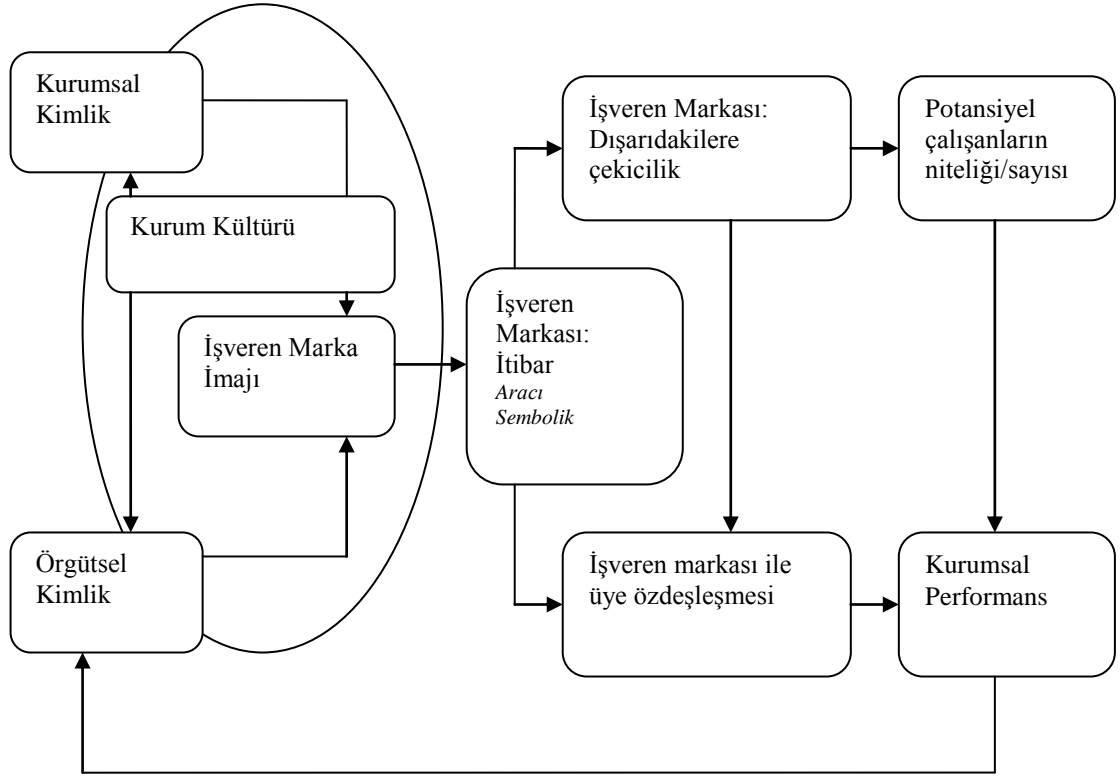 Kurumsal
Kimlik
Kurum Kültürü
İşveren Marka
İmajı
Örgütsel
Kimlik
İşveren
Markası:
İtibar
Aracı
Sembolik
İşveren Markası:
Dışarıdakilere
çekicilik
Potansiyel
çalışanların
niteliği/sayısı
İşveren markası ile
üye özdeşleşmesi
Kurumsal
Performans